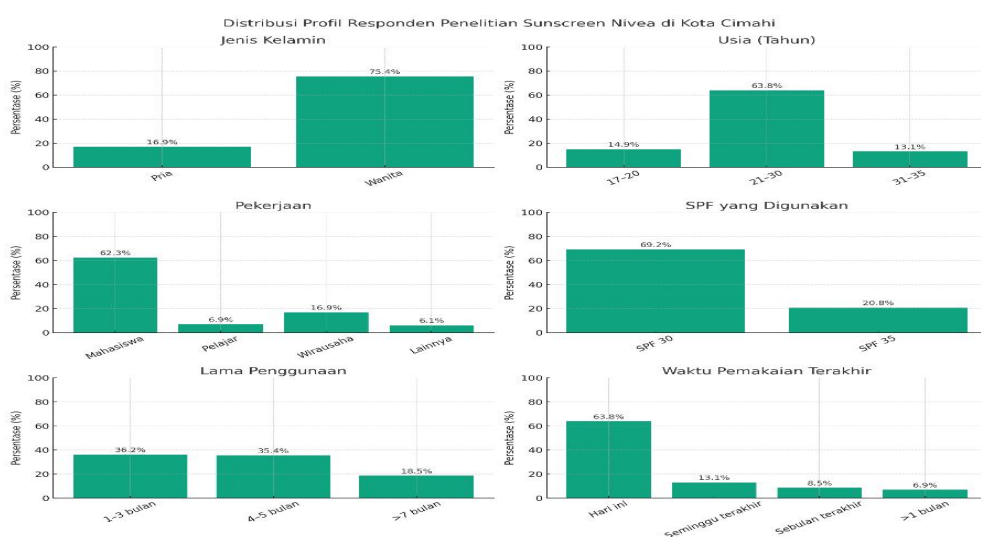 Distribusi Profil Responden Penelitian Sunscreen Nivea di Kota Cimahi
Jenis Kelamin
Persentase (%)
100
80
60
40
20
0
16.9%
75.4%
Pria
Wanita
Usia (Tahun)
Persentase (%)
100
80
60
40
20
0
14.9%
63.8%
13.1%
17–20
21–30
31–35
Pekerjaan
Persentase (%)
100
80
60
40
20
0
62.3%
6.9%
16.9%
6.1%
Mahasiswa
Pelajar
Wirausaha
Lainnya
SPF yang Digunakan
Persentase (%)
100
80
60
40
20
0
69.2%
20.8%
SPF 30
SPF 35
Lama Penggunaan
Persentase (%)
100
80
60
40
20
0
36.2%
35.4%
18.5%
1–3 bulan
4–5 bulan
>7 bulan
Waktu Pemakaian Terakhir
Persentase (%)
100
80
60
40
20
0
63.8%
13.1%
8.5%
6.9%
Hari ini
Seminggu terakhir
Sebulan terakhir
>1 bulan